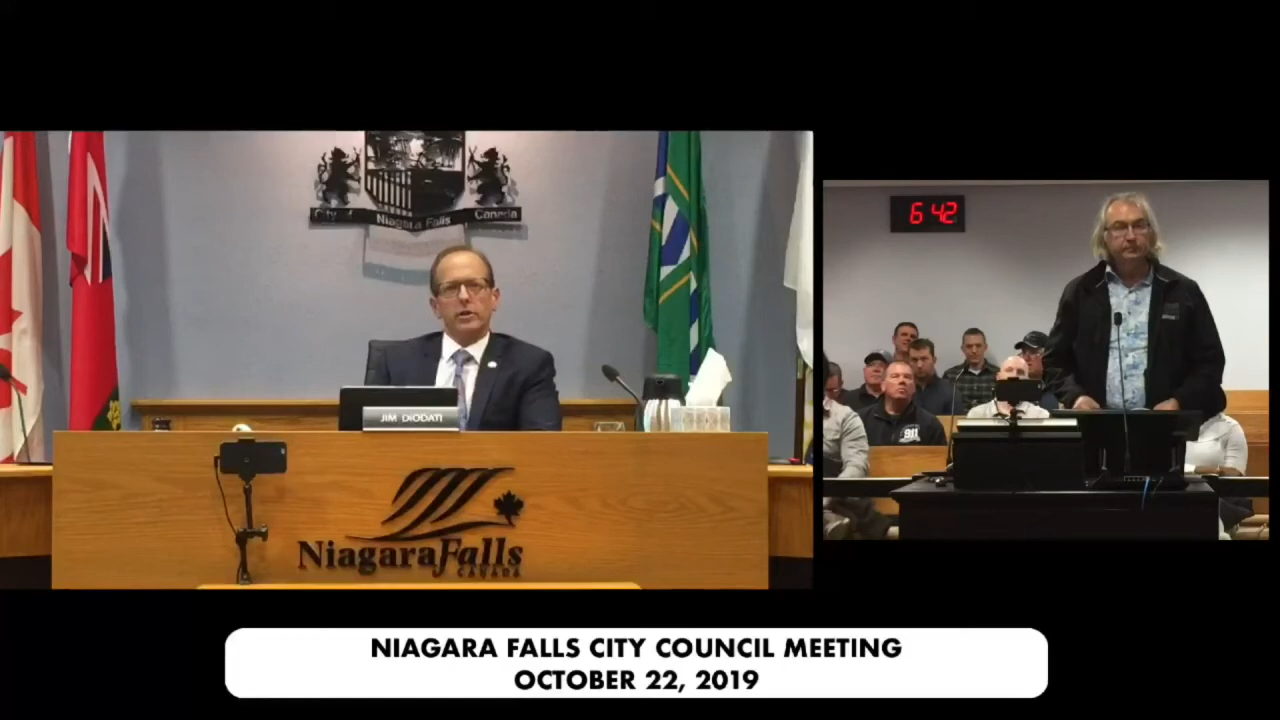 City of Niagara Falls Canada
6 42
JIM DiODATI
911
NiagaraFalls
CANADA
NIAGARA FALLS CITY COUNCIL MEETING
OCTOBER 22, 2019